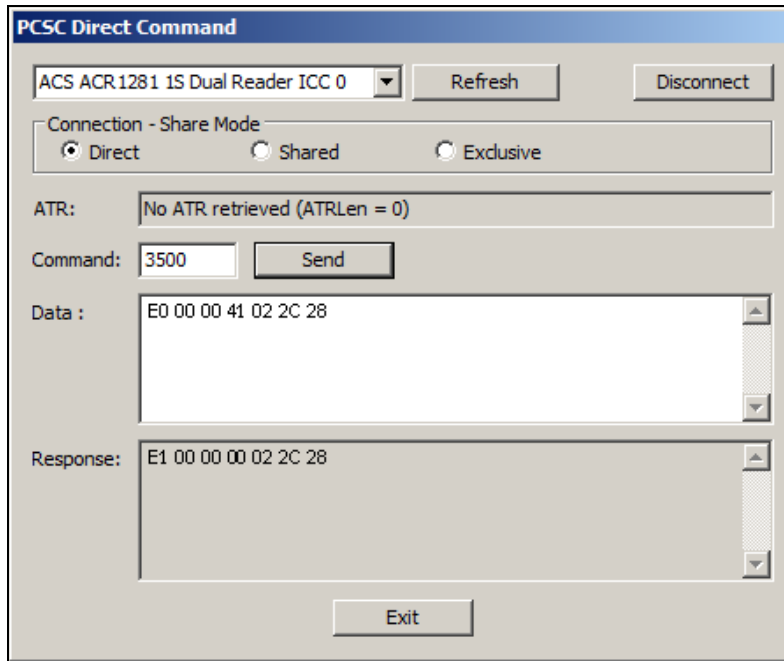 PCSC Direct Command
ACS ACR1281 1S Dual Reader ICC 0 Refresh Disconnect
Connection - Share Mode
Direct Shared Exclusive
ATR: No ATR retrieved (ATRLen = 0)
Command: 3500 Send
Data : E0 00 00 41 02 2C 28
Response: E1 00 00 00 02 2C 28
Exit